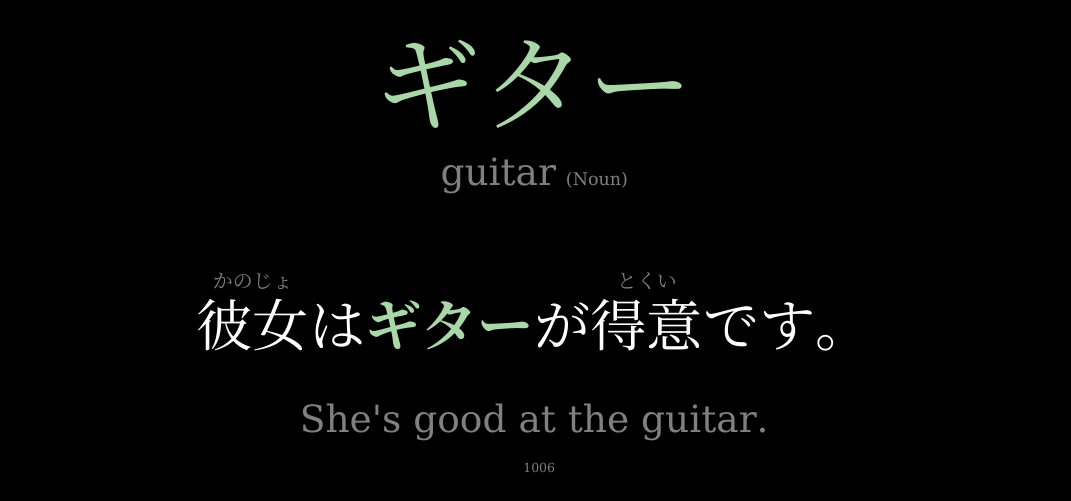 ギター
guitar (Noun)
かのじょ とくい
彼女はギターが得意です。
She's good at the guitar.
1006